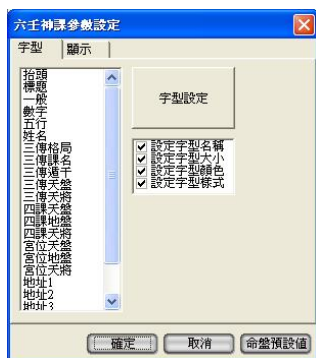 六壬神課參數設定
字型
顯示
抬頭
標題
一般
數字
五行
姓名
三傳格局
三傳課名
三傳遁干
三傳天盤
三傳天將
四課天盤
四課地盤
四課天將
宮位天盤
宮位地盤
宮位天將
地址1
地址2
地址3
字型設定
設定字型名稱
設定字型大小
設定字型顏色
設定字型樣式
確定
取消
命盤預設值